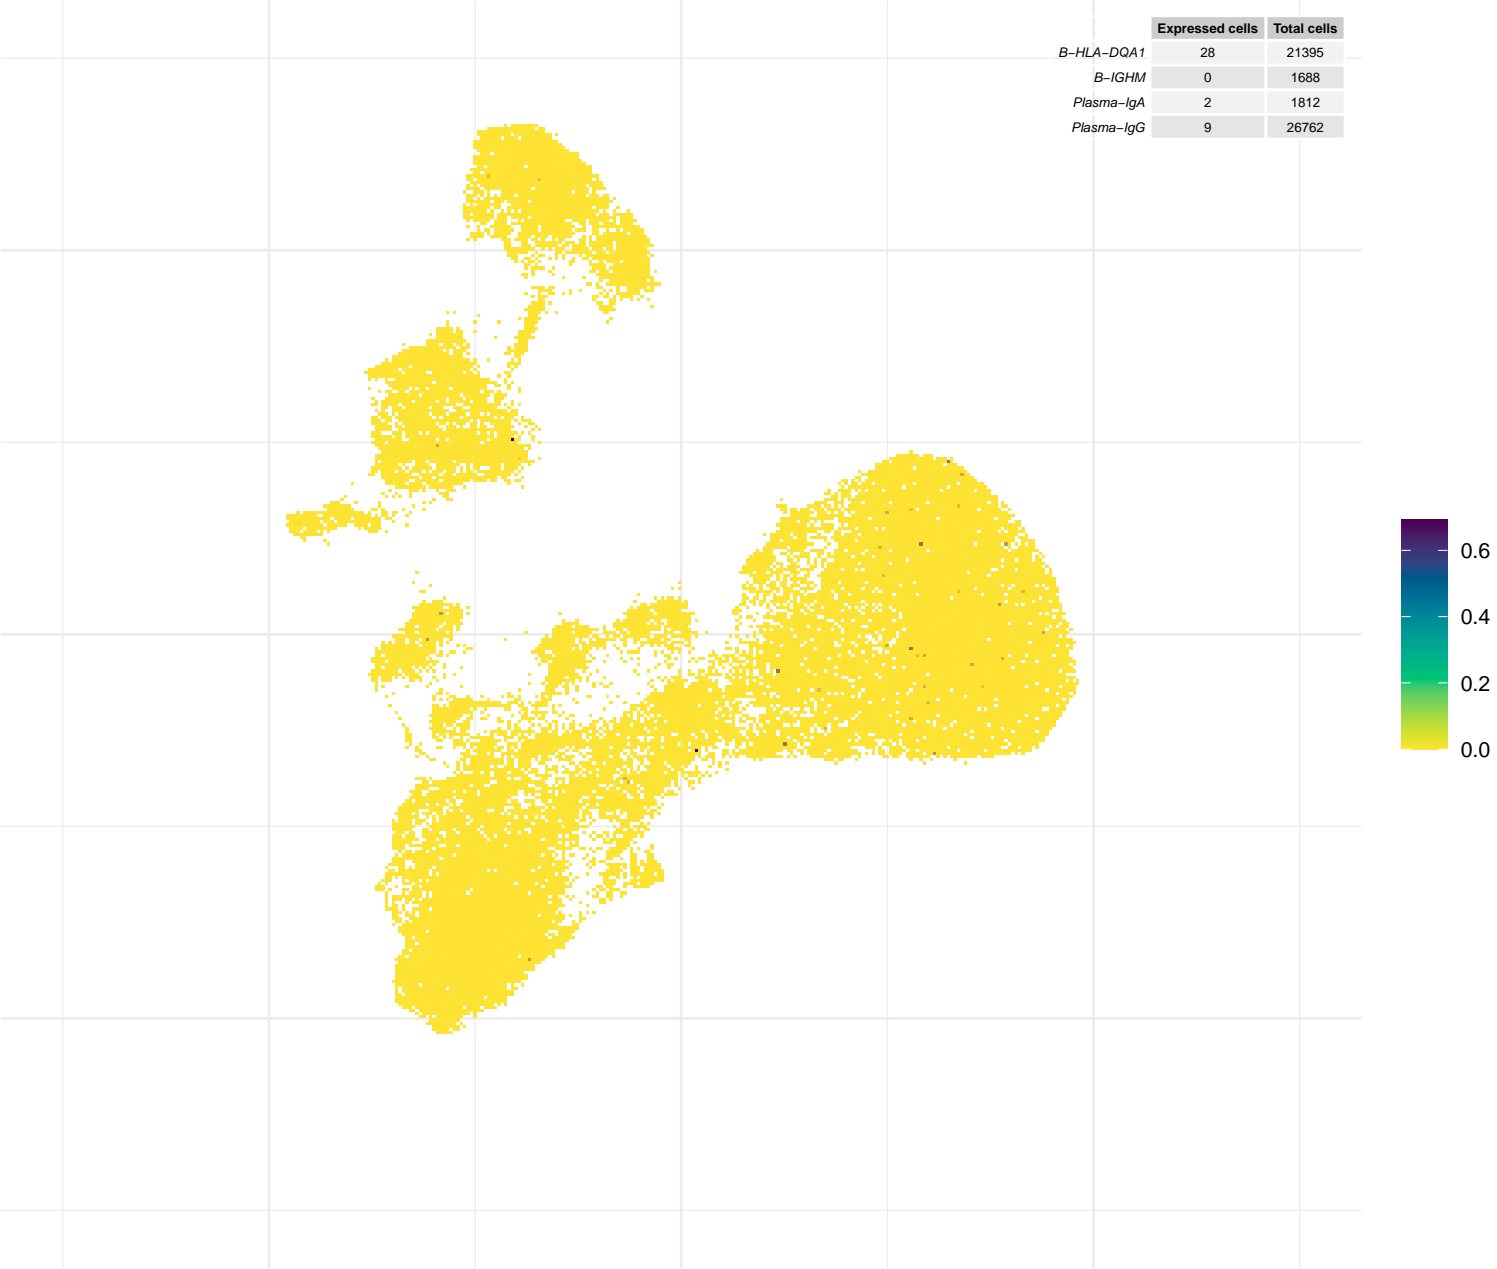 Expressed cells Total cells
B–HLA–DQA1 28 21395
B–IGHM 0 1688
Plasma–IgA 2 1812
Plasma–IgG 9 26762
0.6
0.4
0.2
0.0